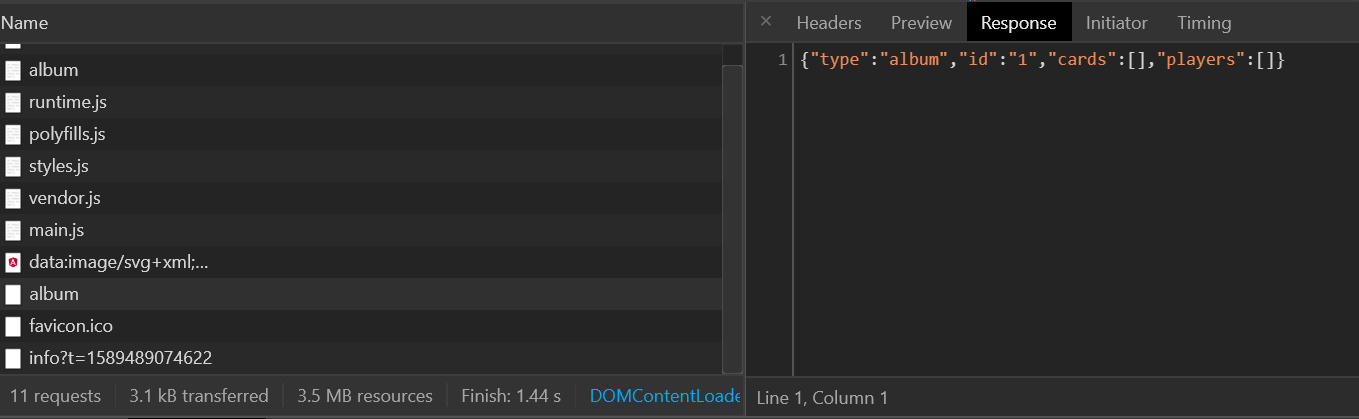 Name
album
runtime.js
polyfills.js
styles.js
vendor.js
main.js
data:image/svg+xml;...
album
favicon.ico
info?t=1589489074622
11 requests 3.1 kB transferred 3.5 MB resources Finish: 1.44 s DOMContentLoade
× Headers Preview Response Initiator Timing
1 {"type":"album","id":"1","cards":[],"players":[]}
Line 1, Column 1